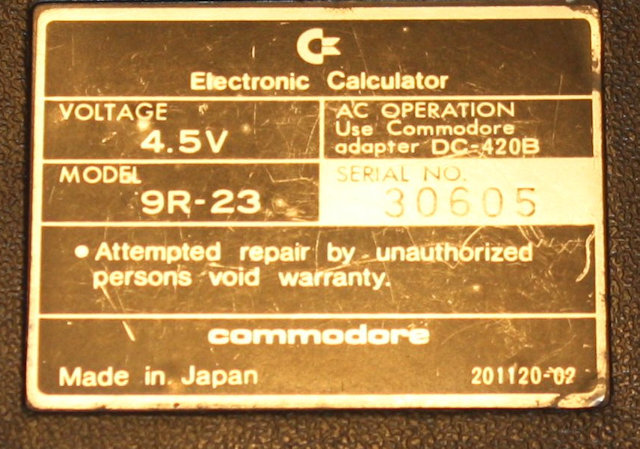 Electronic Calculator
VOLTAGE
4.5V
AC OPERATION
Use Commodore
adapter DC-420B
MODEL
9R-23
SERIAL NO.
30605
• Attempted repair by unauthorized
persons void warranty.
commodore
Made in Japan
201120-02